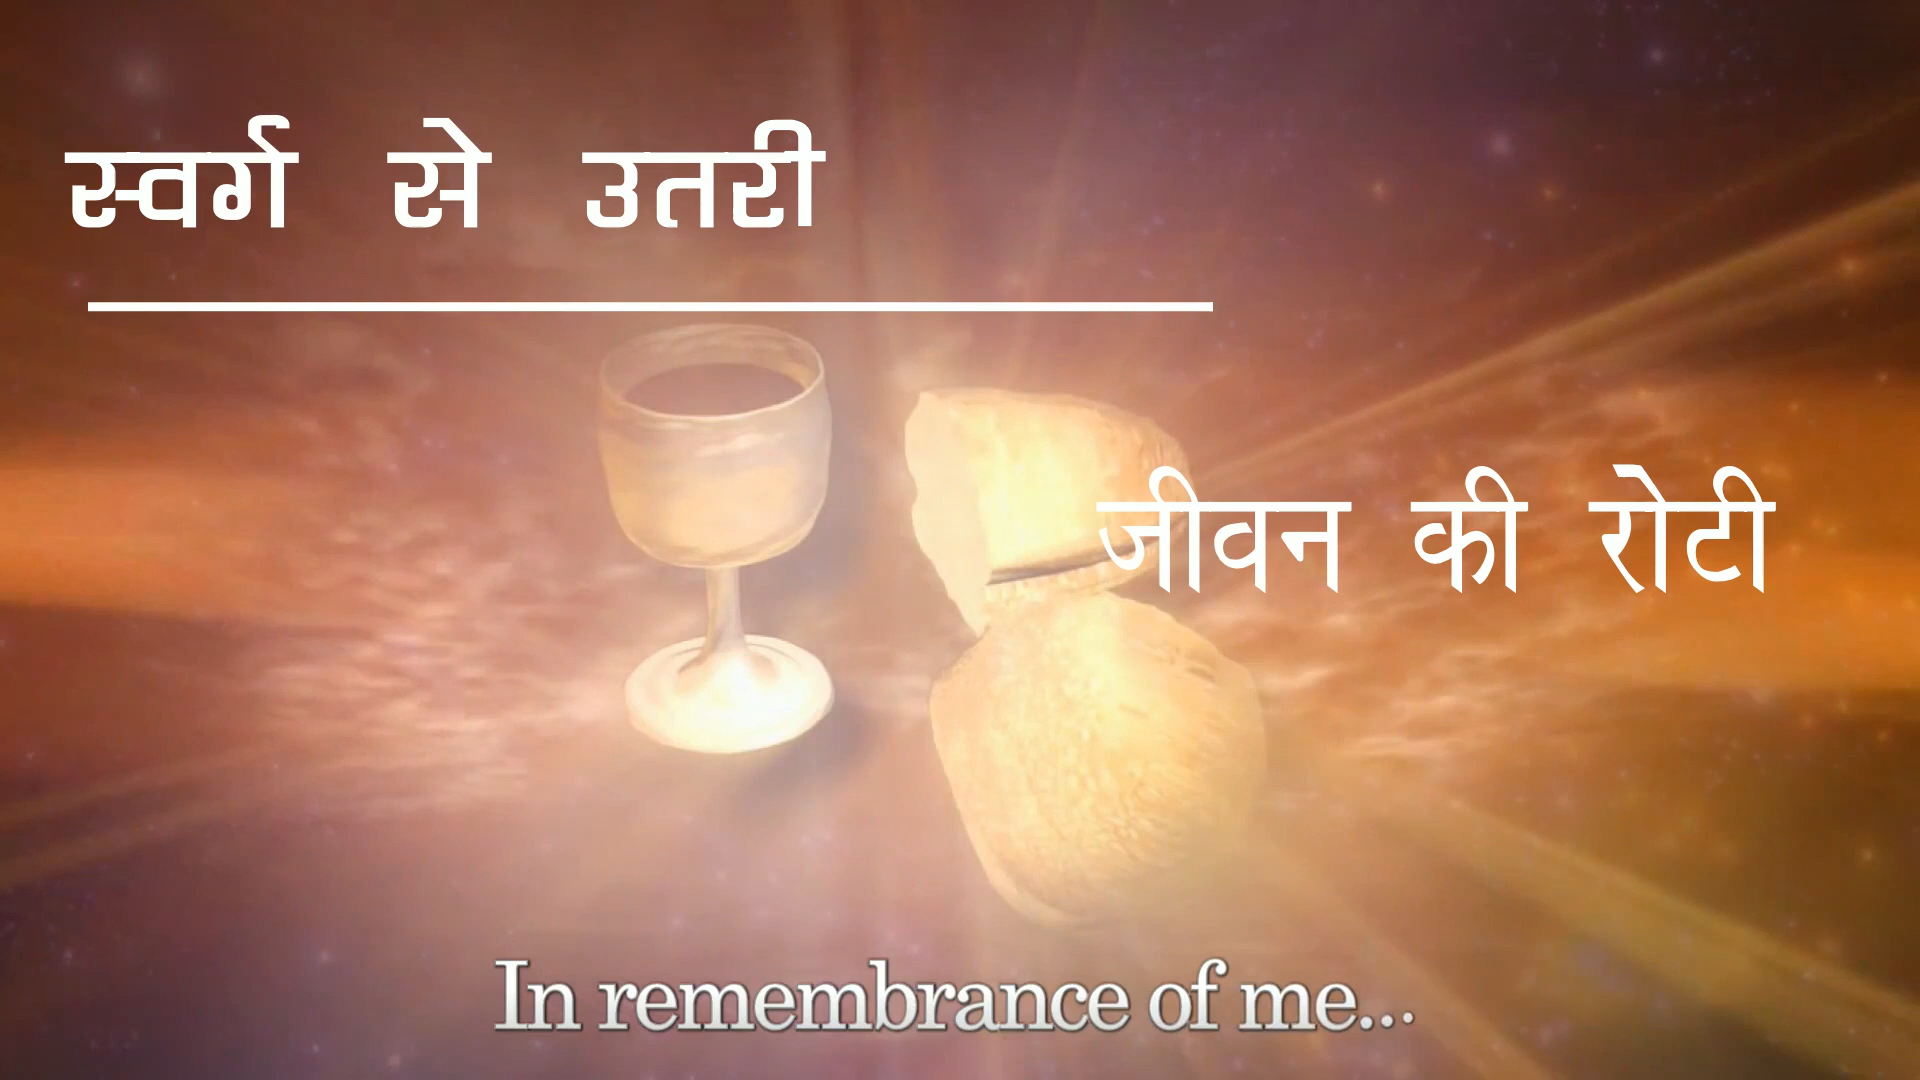 स्वर्ग से उतरी
जीवन की रोटी
In remembrance of me...